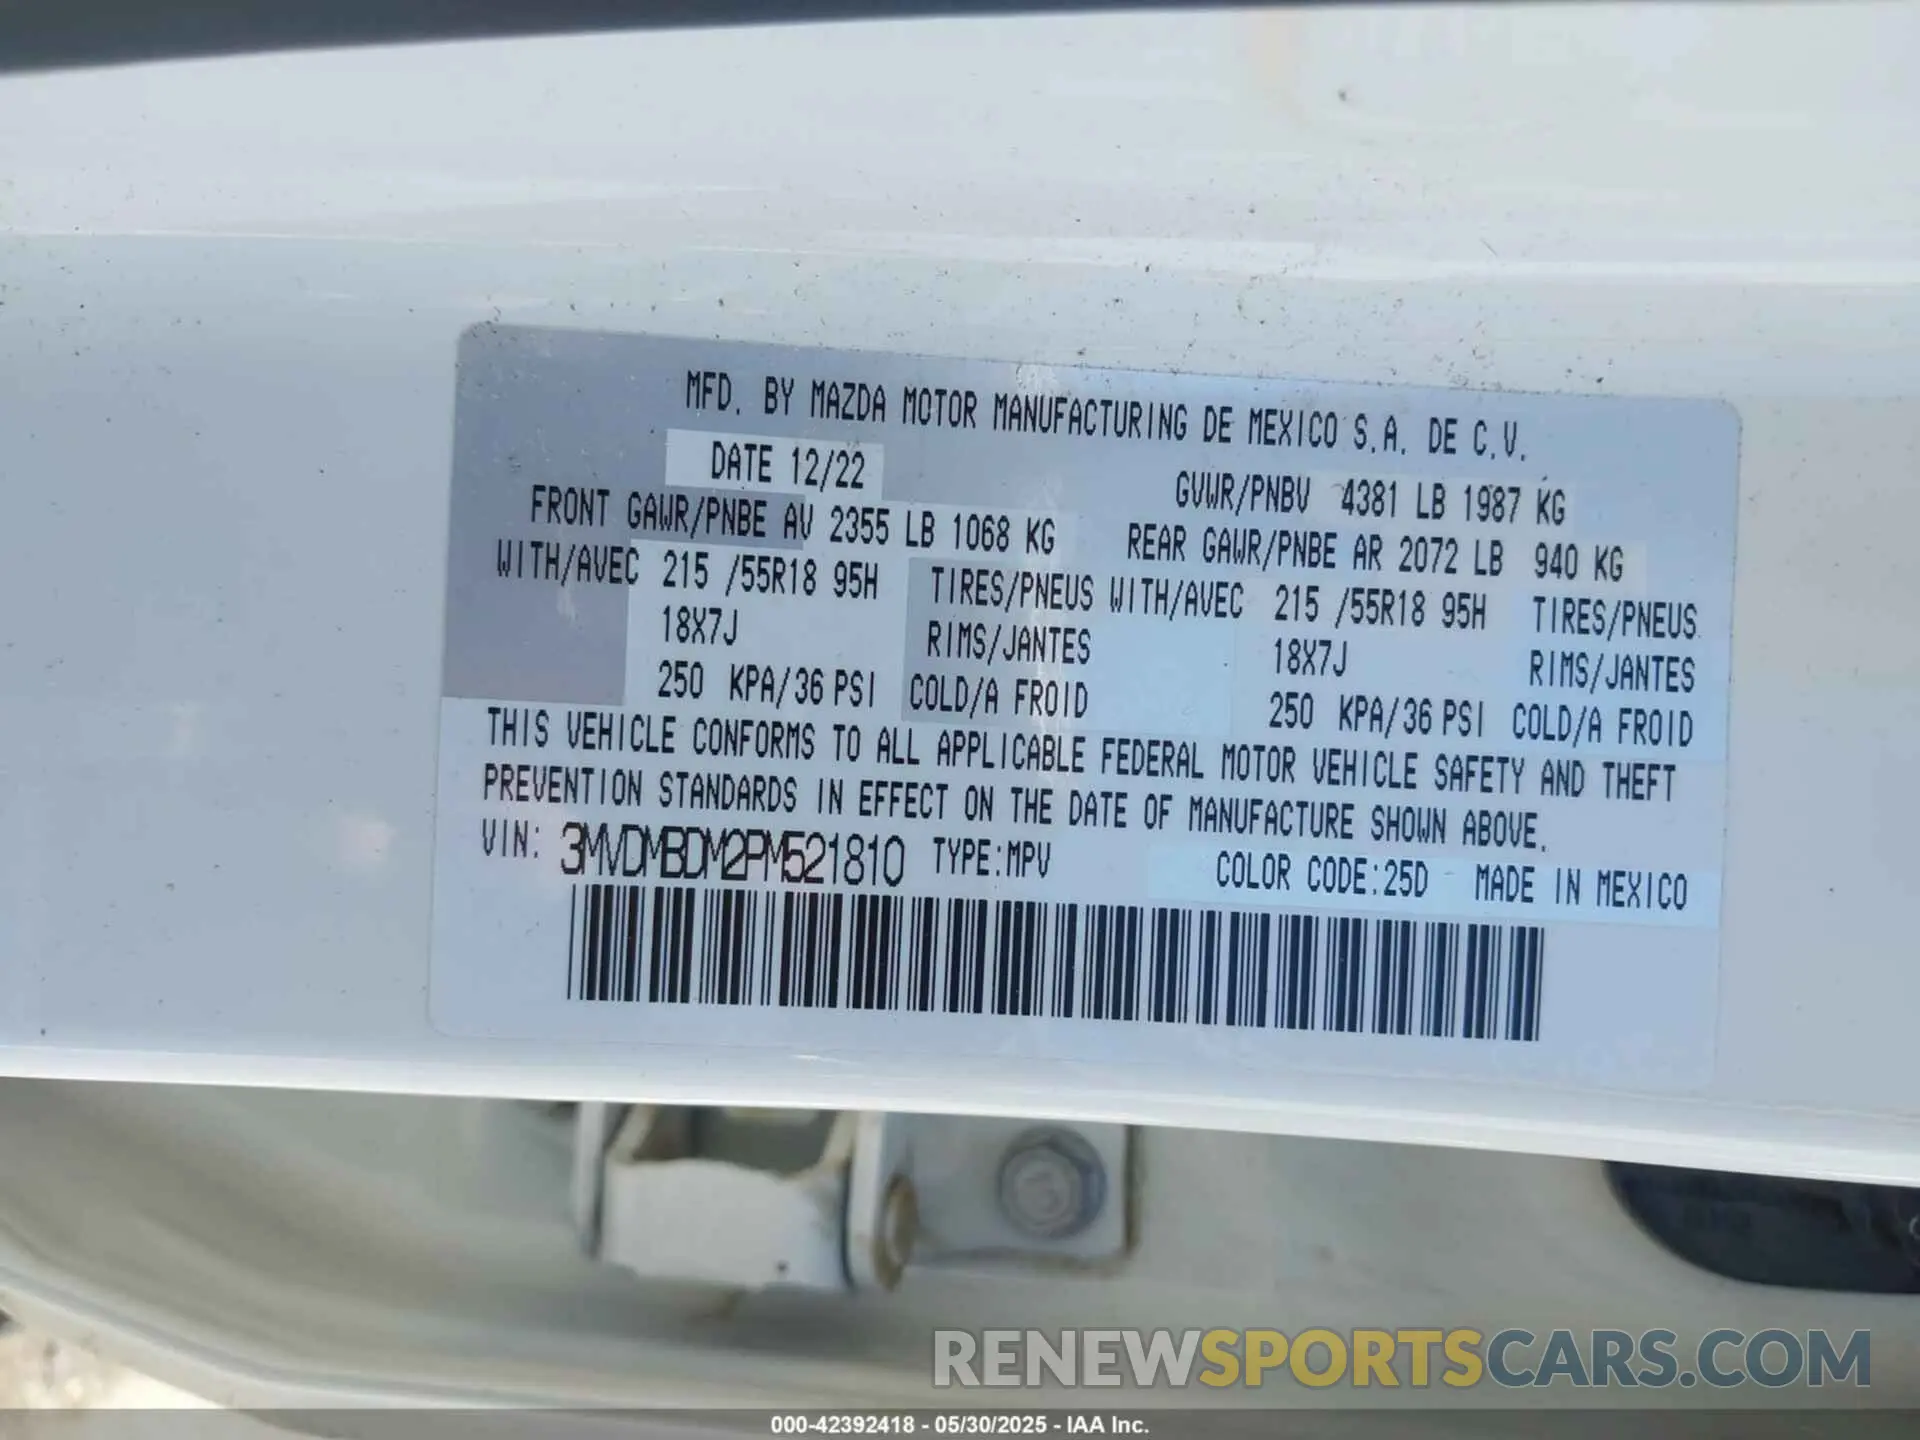 MFD. BY MAZDA MOTOR MANUFACTURING DE MEXICO S.A. DE C.V.
DATE 12/22 GVWR/PNBV 4381 LB 1987 KG
FRONT GAWR/PNBE AV 2355 LB 1068 KG REAR GAWR/PNBE AR 2072 LB 940 KG
WITH/AVEC 215 /55R18 95H TIRES/PNEUS WITH/AVEC 215 /55R18 95H TIRES/PNEUS
18X7J RIMS/JANTES 18X7J RIMS/JANTES
250 KPA/36 PSI COLD/A FROID 250 KPA/36 PSI COLD/A FROID
THIS VEHICLE CONFORMS TO ALL APPLICABLE FEDERAL MOTOR VEHICLE SAFETY AND THEFT
PREVENTION STANDARDS IN EFFECT ON THE DATE OF MANUFACTURE SHOWN ABOVE.
VIN: 3MVDMBDM2PM521810 TYPE:MPV COLOR CODE:25D MADE IN MEXICO
RENEWSPORTSCARS.COM
000-42392418 - 05/30/2025 - IAA Inc.